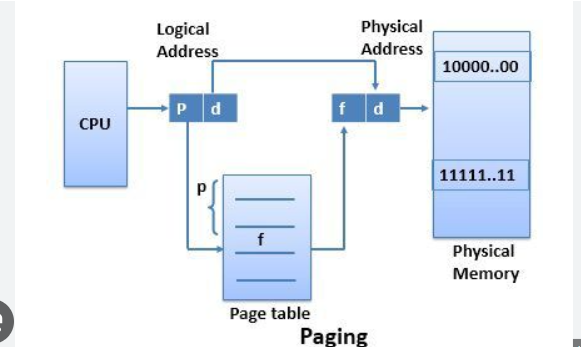 Logical
Address
Physical
Address
10000..00
CPU
P d
f d
p
11111..11
f
Physical
Memory
Page table
Paging